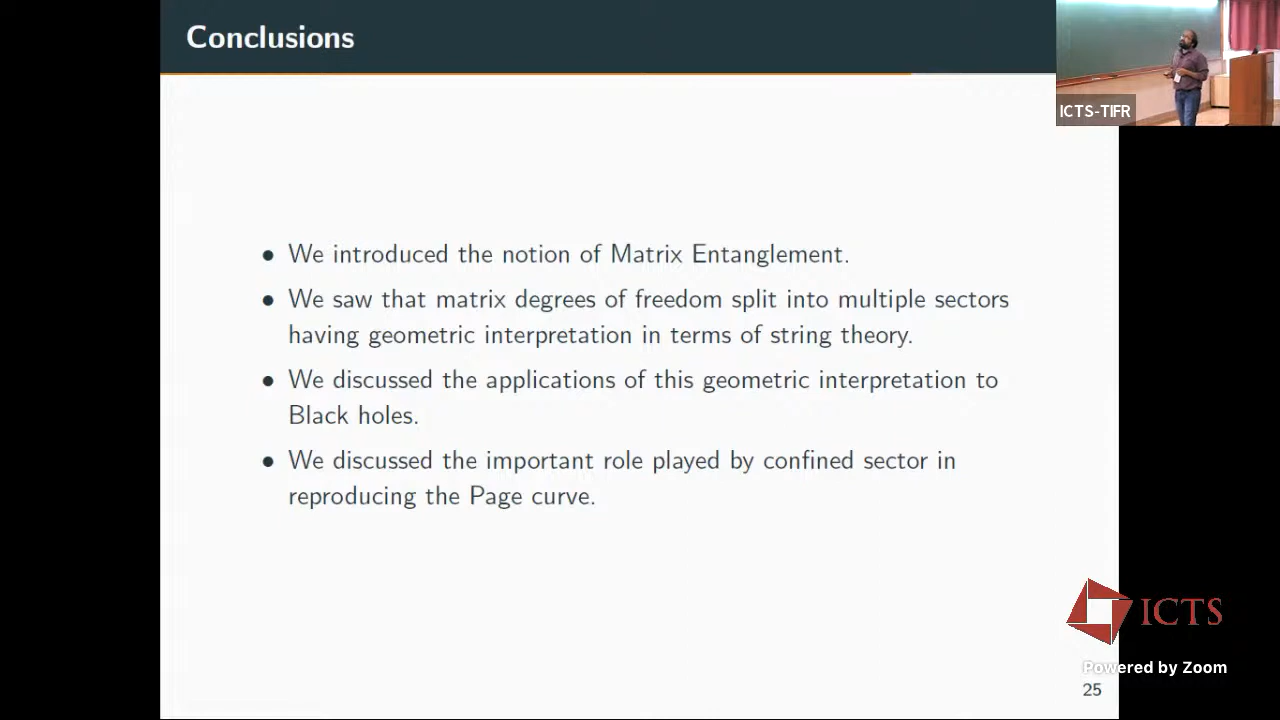 Conclusions
ICTS-TIFR
• We introduced the notion of Matrix Entanglement.
• We saw that matrix degrees of freedom split into multiple sectors
having geometric interpretation in terms of string theory.
• We discussed the applications of this geometric interpretation to
Black holes.
• We discussed the important role played by confined sector in
reproducing the Page curve.
ICTS
Powered by Zoom
25